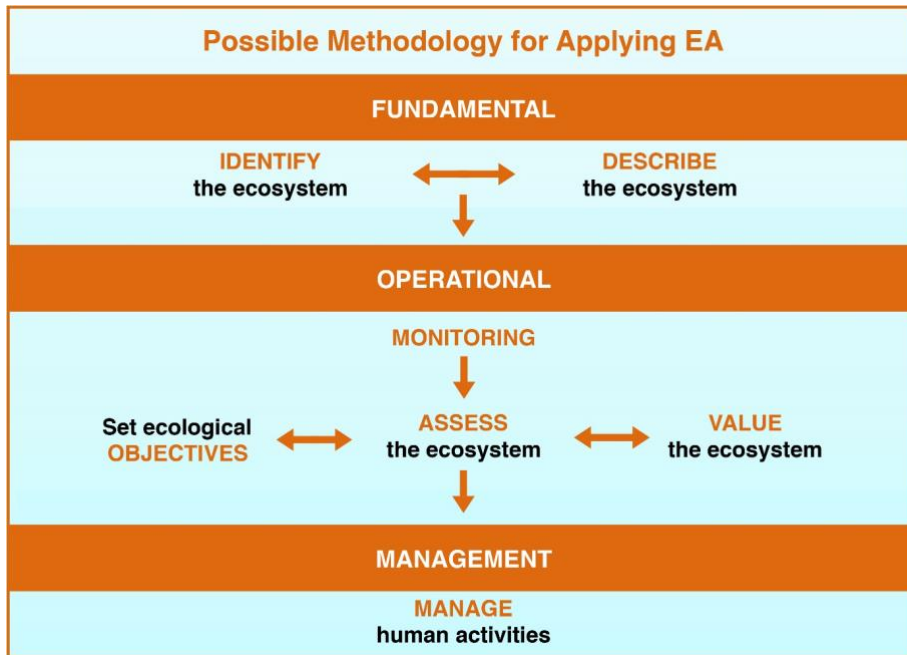 Possible Methodology for Applying EA
FUNDAMENTAL
IDENTIFY
the ecosystem
DESCRIBE
the ecosystem
OPERATIONAL
MONITORING
Set ecological
OBJECTIVES
ASSESS
the ecosystem
VALUE
the ecosystem
MANAGEMENT
MANAGE
human activities